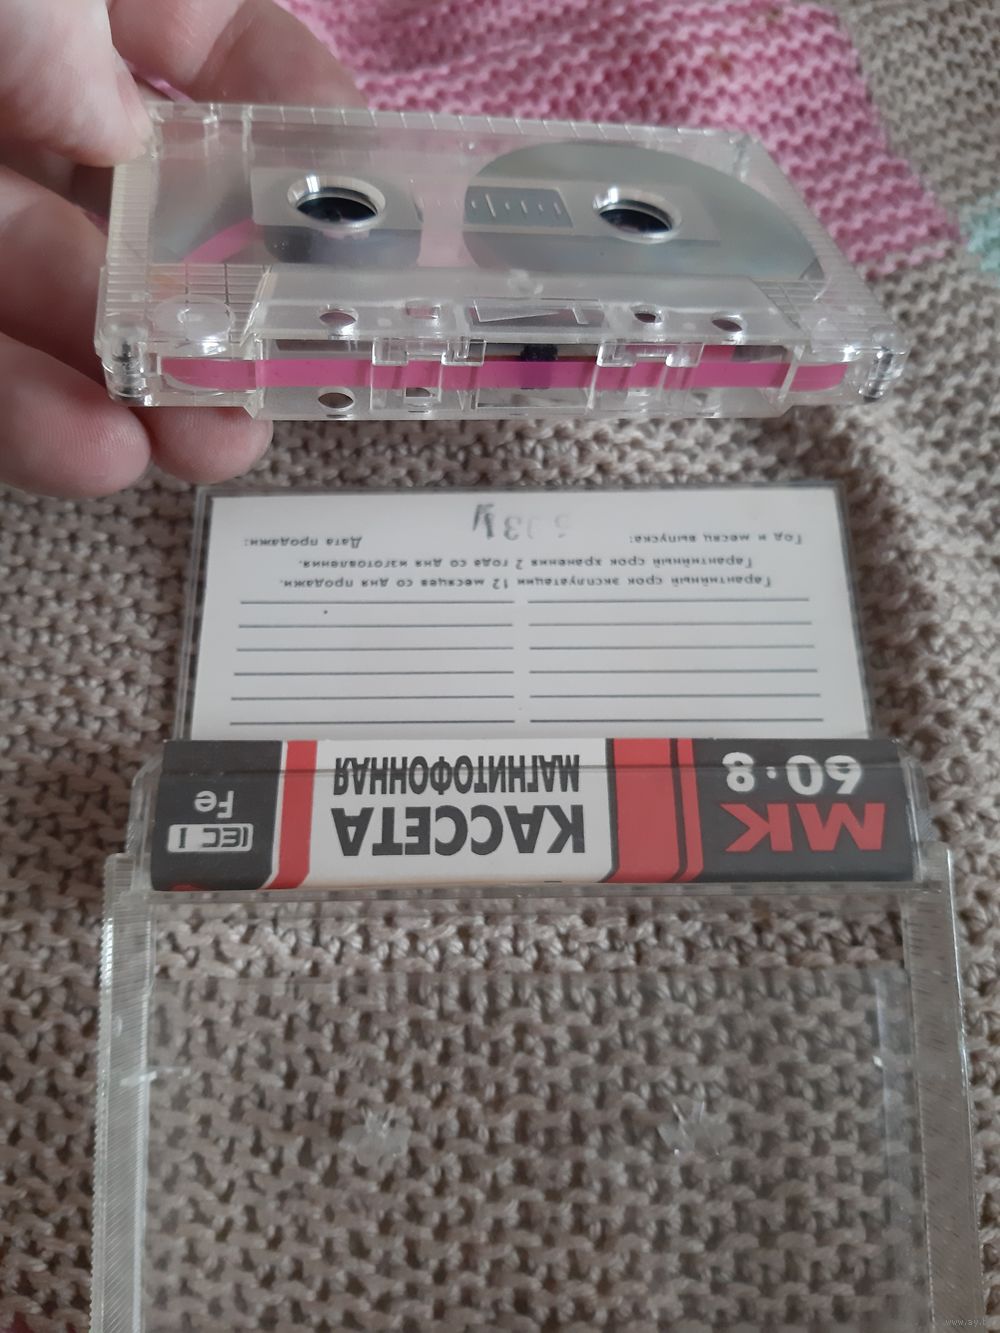 МК
60·8
КАССЕТА
МАГНИТОФОННАЯ
IEC I
Fe
Гарантийный срок эксплуатации 12 месяцев со дня продажи.
Гарантийный срок хранения 2 года со дня изготовления.
Год и месяц выпуска: Дата продажи: